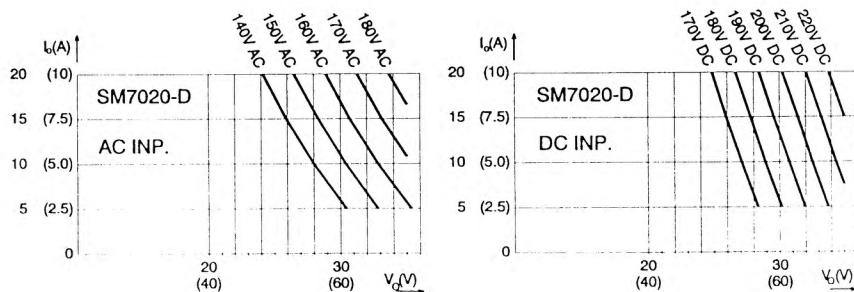 140V AC
150V AC
160V AC
170V AC
180V AC
I₀(A)
20 (10)
15 (7.5)
10 (5.0)
5 (2.5)
0
SM7020-D
AC INP.
20 30 V₀(V)
(40) (60)
170V DC
180V DC
190V DC
200V DC
210V DC
220V DC
I₀(A)
20 (10)
15 (7.5)
10 (5.0)
5 (2.5)
0
SM7020-D
DC INP.
20 30 V₀(V)
(40) (60)